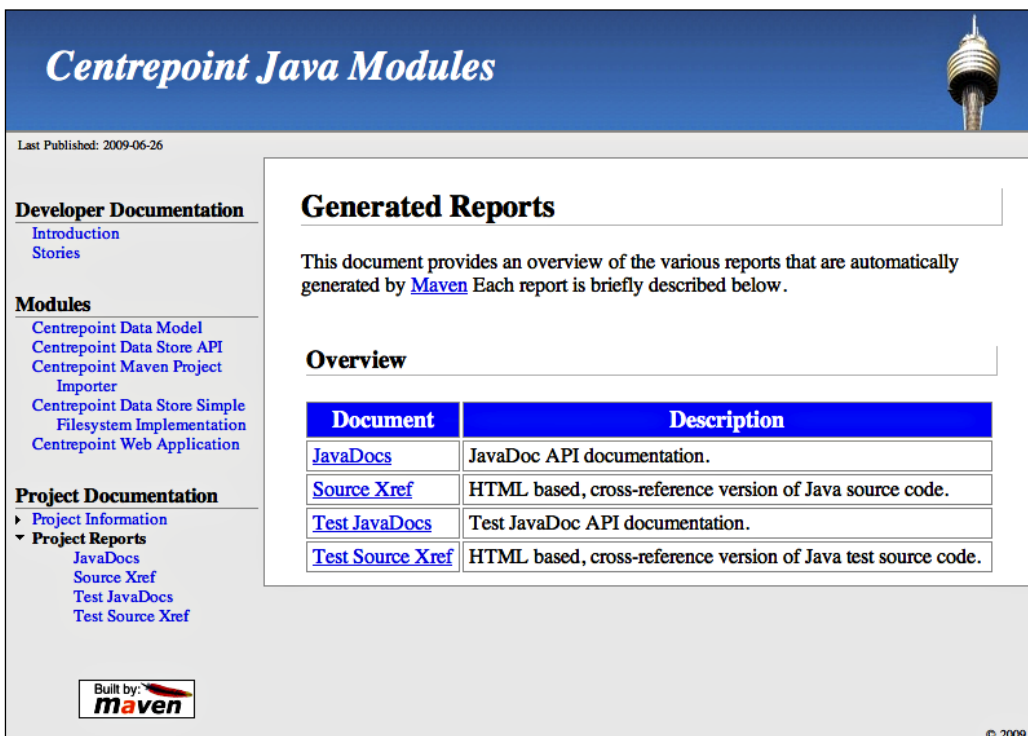 Centrepoint Java Modules
Last Published: 2009-06-26
Developer Documentation
Introduction
Stories
Modules
Centrepoint Data Model
Centrepoint Data Store API
Centrepoint Maven Project
Importer
Centrepoint Data Store Simple
Filesystem Implementation
Centrepoint Web Application
Project Documentation
Project Information
Project Reports
JavaDocs
Source Xref
Test JavaDocs
Test Source Xref
Built by:
maven
Generated Reports
This document provides an overview of the various reports that are automatically
generated by Maven Each report is briefly described below.
Overview
Document Description
JavaDocs JavaDoc API documentation.
Source Xref HTML based, cross-reference version of Java source code.
Test JavaDocs Test JavaDoc API documentation.
Test Source Xref HTML based, cross-reference version of Java test source code.
© 2009